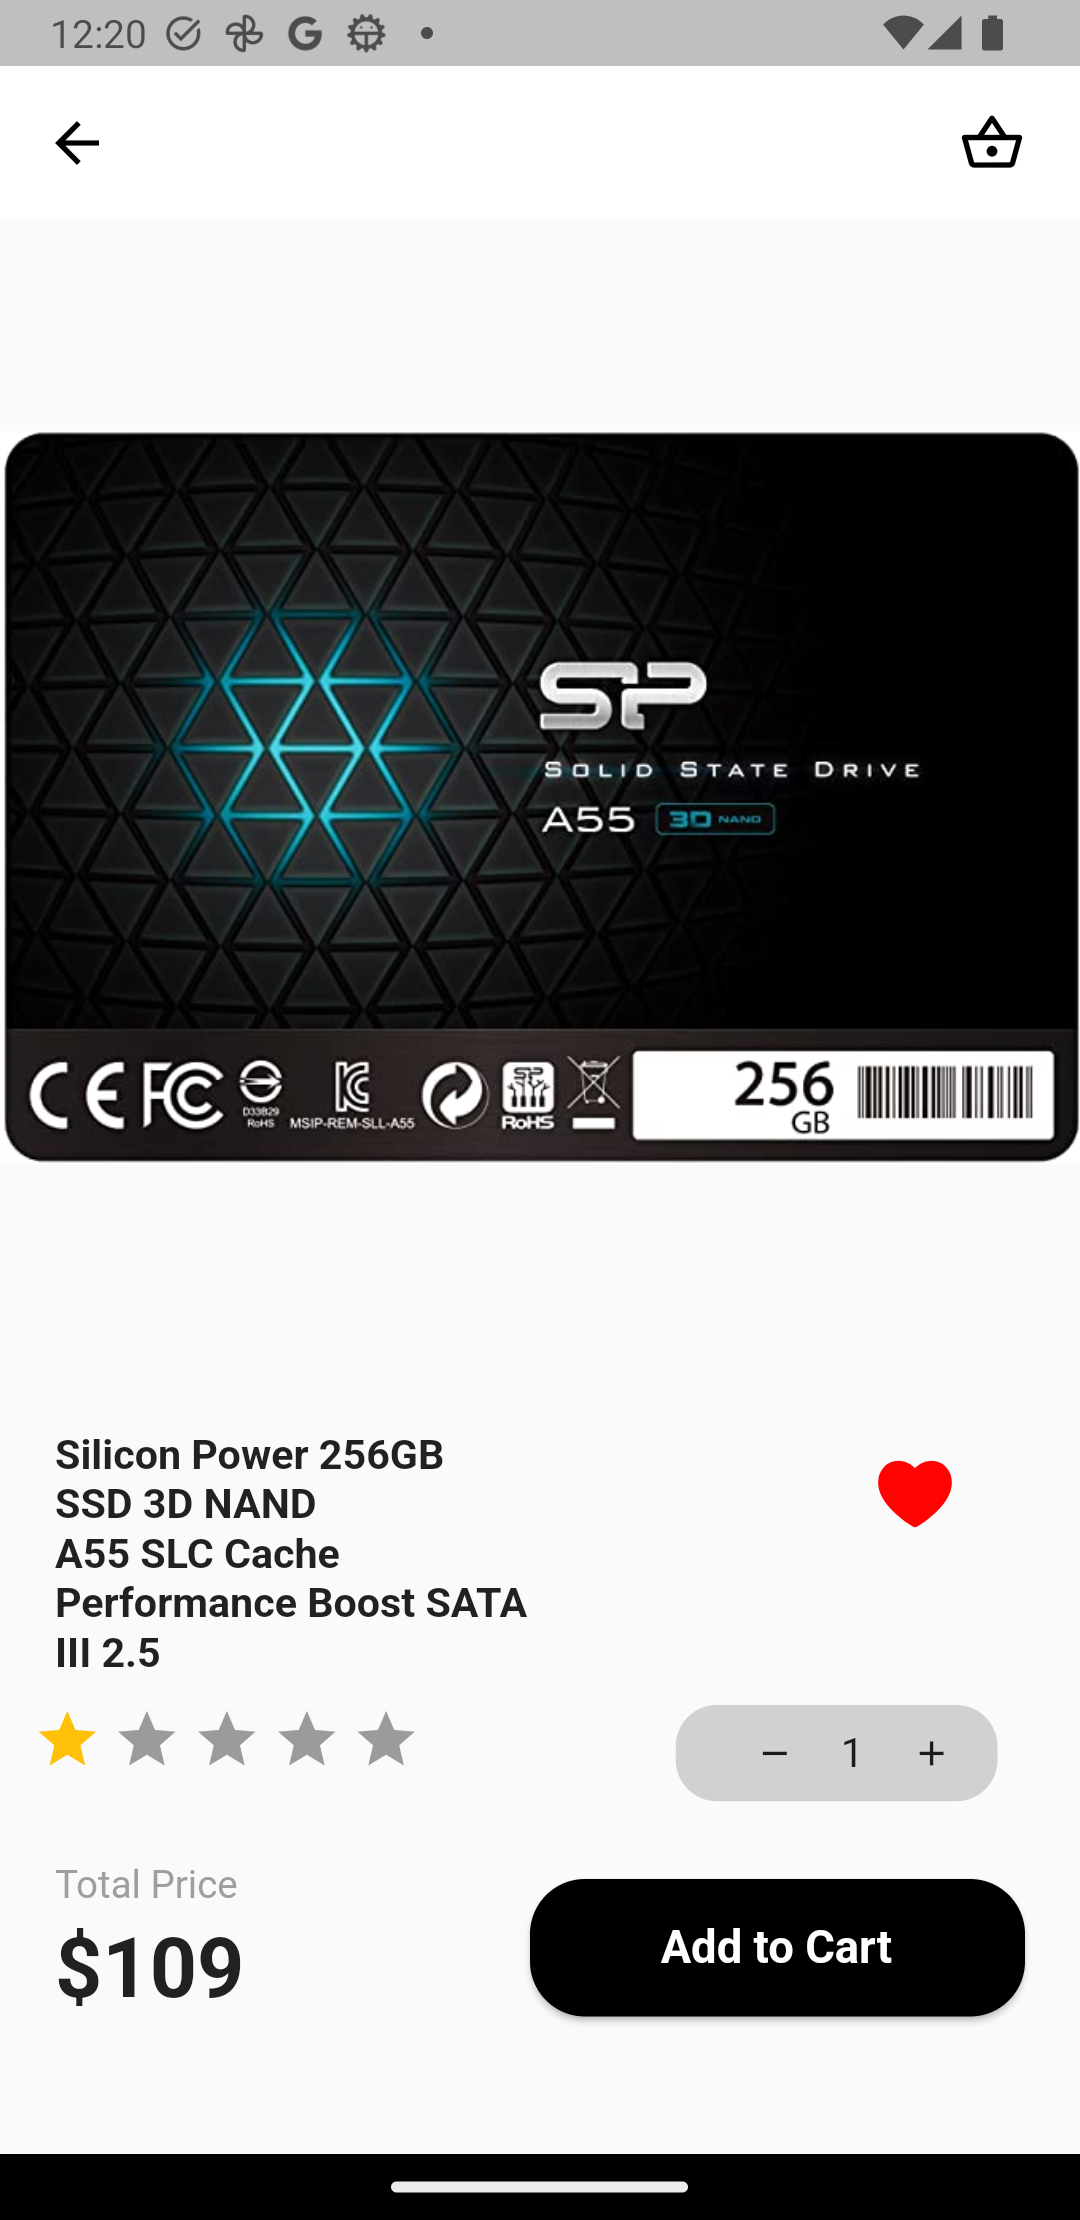 12:20
SP
SOLID STATE DRIVE
A55 3D NAND
CE FC D33B29 RoHS MSIP-REM-SLL-A55 RoHS 256 GB
Silicon Power 256GB
SSD 3D NAND
A55 SLC Cache
Performance Boost SATA
III 2.5
1
Total Price
$109
Add to Cart